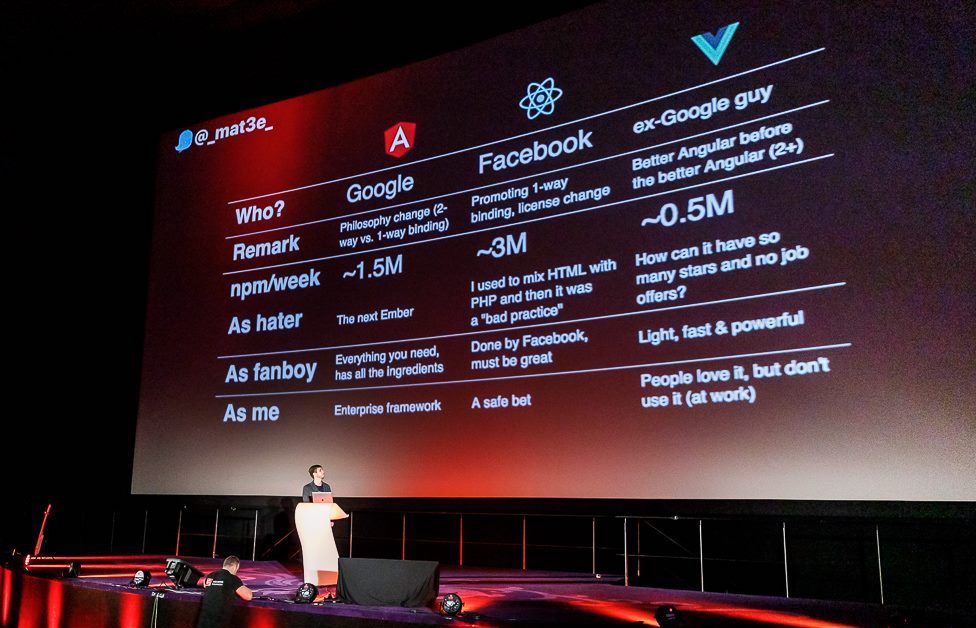 @_mat3e_
A
Who?
Google
Facebook
ex-Google guy
Remark
Philosophy change (2-
way vs. 1-way binding)
Promoting 1-way
binding, license change
Better Angular before
the better Angular (2+)
npm/week
~1.5M
~3M
~0.5M
As hater
The next Ember
I used to mix HTML with
PHP and then it was
a "bad practice"
How can it have so
many stars and no job
offers?
As fanboy
Everything you need,
has all the ingredients
Done by Facebook,
must be great
Light, fast & powerful
As me
Enterprise framework
A safe bet
People love it, but don't
use it (at work)